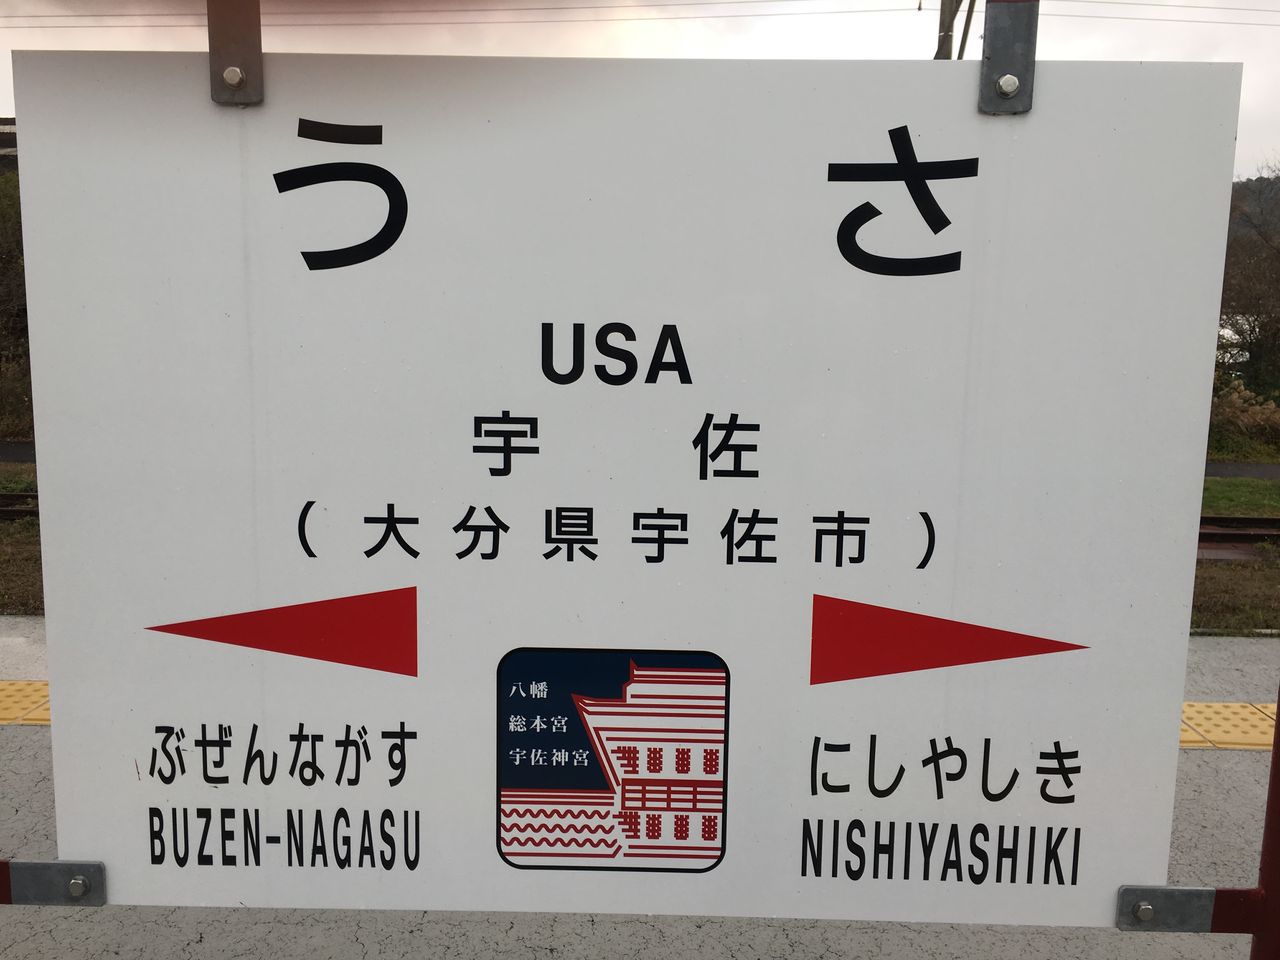 うさ
USA
宇佐
（大分県宇佐市）
ぶぜんながす
BUZEN-NAGASU
八幡
総本宮
宇佐神宮
にしやしき
NISHIYASHIKI